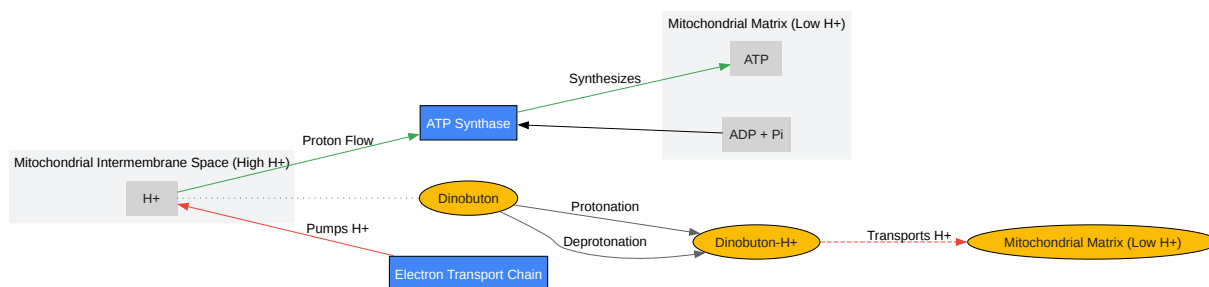 Mitochondrial Matrix (Low H+)
ATP
Synthesizes
ATP Synthase
ADP + Pi
Proton Flow
Mitochondrial Intermembrane Space (High H+)
H+
Dinobuton
Protonation
Pumps H+
Deprotonation
Dinobuton-H+
Transports H+
Mitochondrial Matrix (Low H+)
Electron Transport Chain